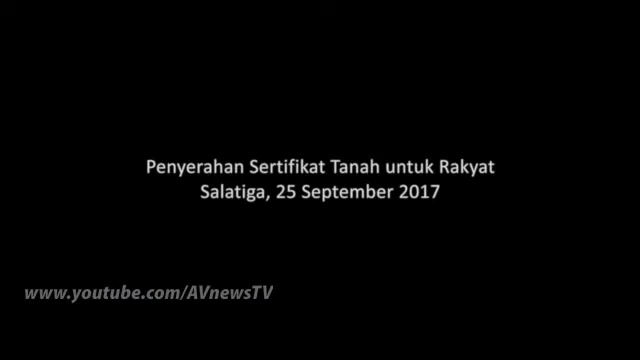 Penyerahan Sertifikat Tanah untuk Rakyat
Salatiga, 25 September 2017
www.youtube.com/AVnewsTV